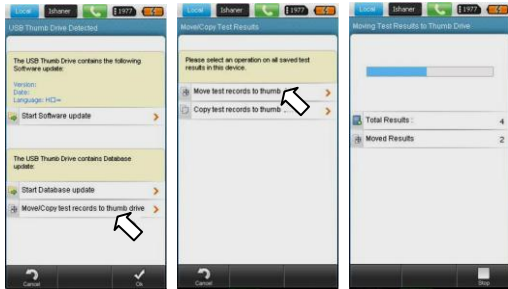 Local
Ishaner
1977
USB Thumb Drive Detected
The USB Thumb Drive contains the following
Software update:
Version:
Date:
Start Software update
The USB Thumb Drive contains Database
update:
Start Database update
Move/Copy test records to thumb drive
Cancel
Ok
Local
Ishaner
1977
Move/Copy Test Results
Please select an operation on all saved test
results in this device.
Move test records to thumb
Copy test records to thumb ...
Cancel
Local
Ishaner
1977
Moving Test Results to Thumb Drive
Total Results :
4
Moved Results
2
Stop